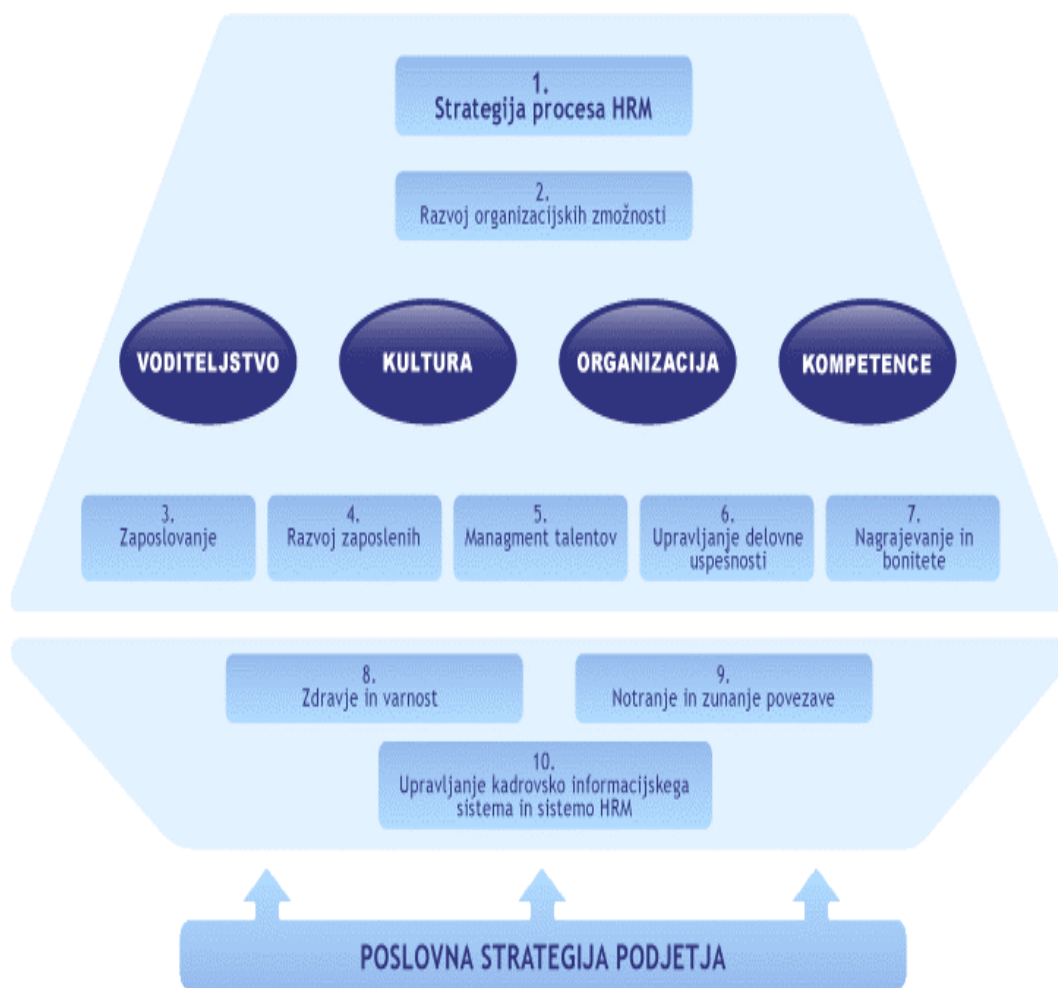 1.
Strategija procesa HRM
2.
Razvoj organizacijskih zmožnosti
VODITELJSTVO
KULTURA
ORGANIZACIJA
KOMPETENCE
3.
Zaposlovanje
4.
Razvoj zaposlenih
5.
Managment talentov
6.
Upravljanje delovne
uspešnosti
7.
Nagrajevanje in
bonitete
8.
Zdravje in varnost
9.
Notranje in zunanje povezave
10.
Upravljanje kadrovsko informacijskega
sistema in sistemo HRM
POSLOVNA STRATEGIJA PODJETJA